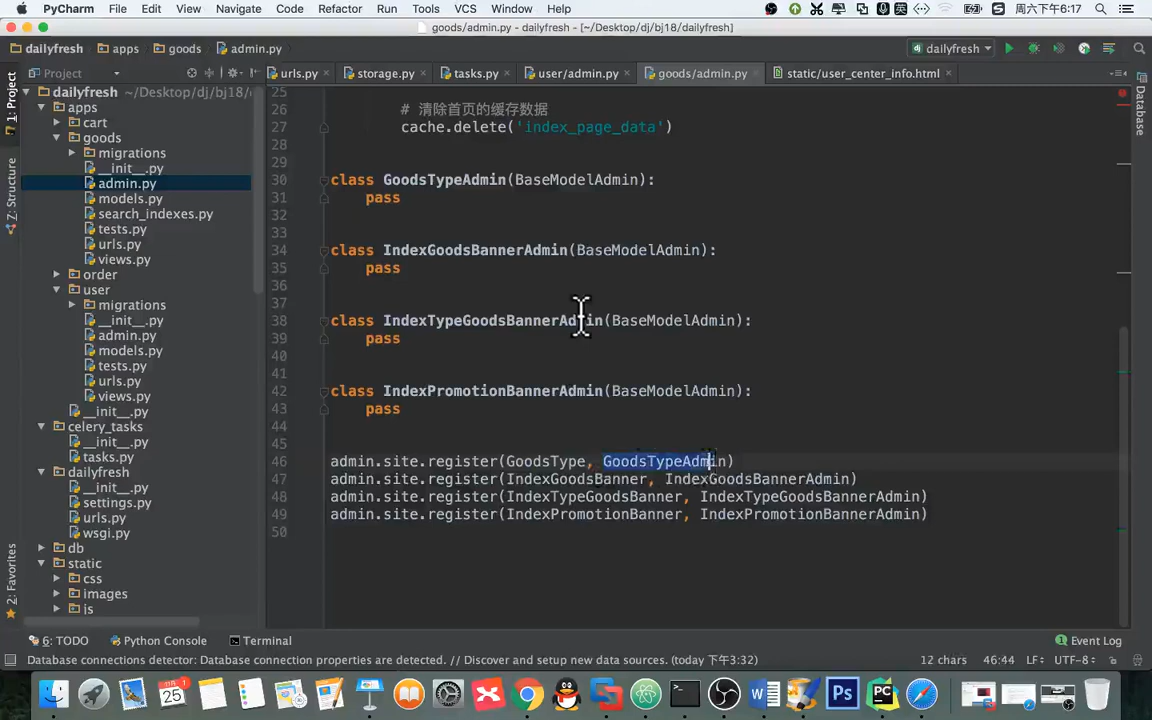 PyCharm File Edit View Navigate Code Refactor Run Tools VCS Window Help 周六下午6:17
goods/admin.py - dailyfresh - [~/Desktop/dj/bj18/dailyfresh]
dailyfresh apps goods admin.py dailyfresh
1: Project
Z: Structure
2: Favorites
Database
Project
urls.py storage.py tasks.py user/admin.py goods/admin.py static/user_center_info.html
dailyfresh ~/Desktop/dj/bj18/
apps
cart
goods
migrations
__init__.py
admin.py
models.py
search_indexes.py
tests.py
urls.py
views.py
order
user
migrations
__init__.py
admin.py
models.py
tests.py
urls.py
views.py
__init__.py
celery_tasks
__init__.py
tasks.py
dailyfresh
__init__.py
settings.py
urls.py
wsgi.py
db
static
css
images
js
25
26 # 清除首页的缓存数据
27 cache.delete('index_page_data')
28
29
30 class GoodsTypeAdmin(BaseModelAdmin):
31 pass
32
33
34 class IndexGoodsBannerAdmin(BaseModelAdmin):
35 pass
36
37
38 class IndexTypeGoodsBannerAdmin(BaseModelAdmin):
39 pass
40
41
42 class IndexPromotionBannerAdmin(BaseModelAdmin):
43 pass
44
45
46 admin.site.register(GoodsType, GoodsTypeAdmin)
47 admin.site.register(IndexGoodsBanner, IndexGoodsBannerAdmin)
48 admin.site.register(IndexTypeGoodsBanner, IndexTypeGoodsBannerAdmin)
49 admin.site.register(IndexPromotionBanner, IndexPromotionBannerAdmin)
50
6: TODO Python Console Terminal 1 Event Log
Database connections detector: Database connection properties are detected. // Discover and setup new data sources. (today 下午3:32) 12 chars 46:44 LF÷ UTF-8÷
25 W Ps PC